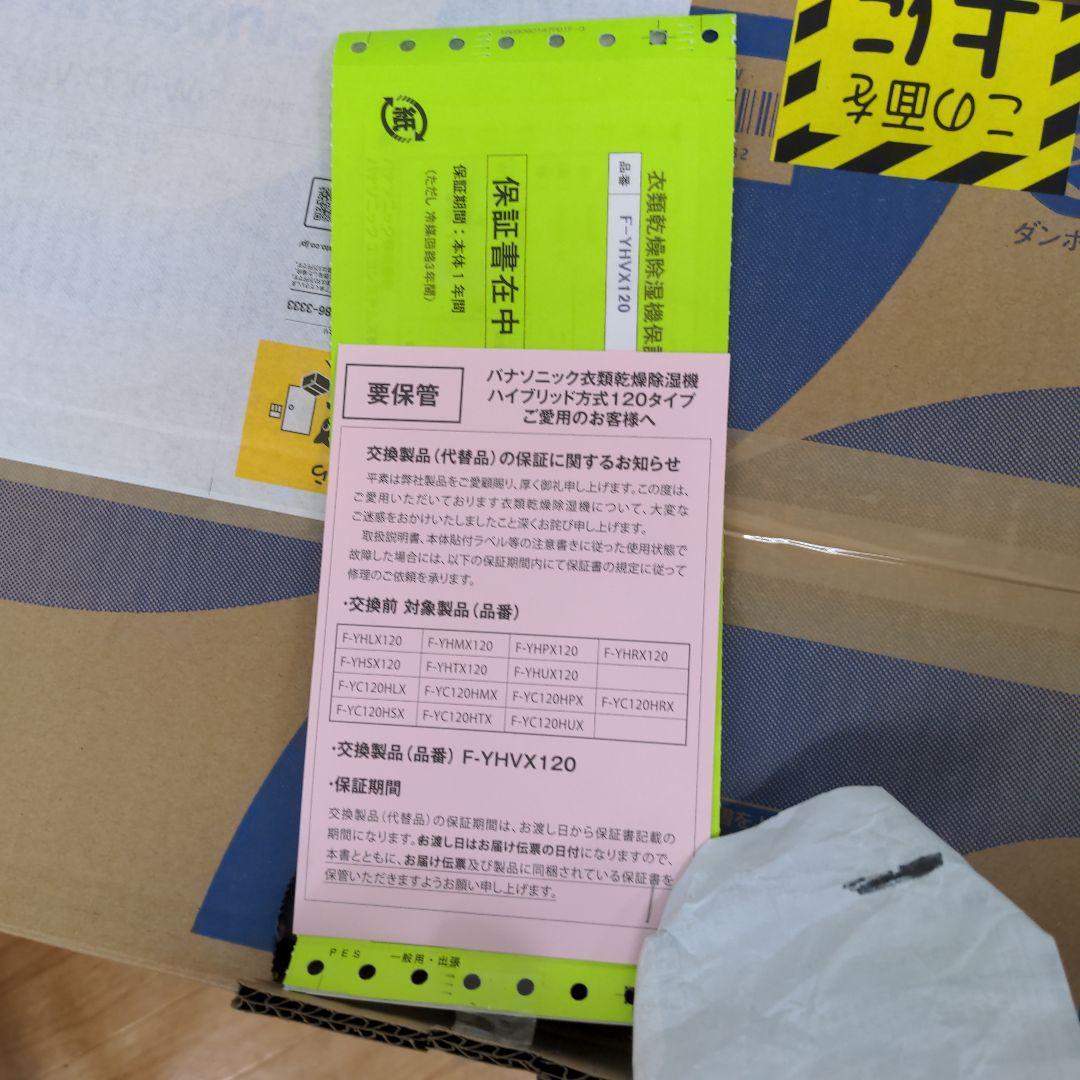 紙
保証書在中
保証期間：本体1年間
(ただし 冷媒回路3年間)
衣類乾燥除湿機保証
品番
F-YHVX120
この面を
上に
ダンボ
86-3333
要保管
パナソニック衣類乾燥除湿機
ハイブリッド方式120タイプ
ご愛用のお客様へ
交換製品（代替品）の保証に関するお知らせ
平素は弊社製品をご愛顧賜り、厚く御礼申し上げます。この度は、
ご愛用いただいております衣類乾燥除湿機について、大変な
ご迷惑をおかけいたしましたこと深くお詫び申し上げます。
取扱説明書、本体貼付ラベル等の注意書きに従った使用状態で
故障した場合には、以下の保証期間内にて保証書の規定に従って
修理のご依頼を承ります。
・交換前 対象製品（品番）
F-YHLX120 F-YHMX120 F-YHPX120 F-YHRX120
F-YHSX120 F-YHTX120 F-YHUX120
F-YC120HLX F-YC120HMX F-YC120HPX F-YC120HRX
F-YC120HSX F-YC120HTX F-YC120HUX
・交換製品（品番） F-YHVX120
・保証期間
交換製品（代替品）の保証期間は、お渡し日から保証書記載の
期間になります。お渡し日はお届け伝票の日付になりますので、
本書とともに、お届け伝票及び製品に同梱されている保証書を
保管いただきますようお願い申し上げます。
PES 一般用・出張